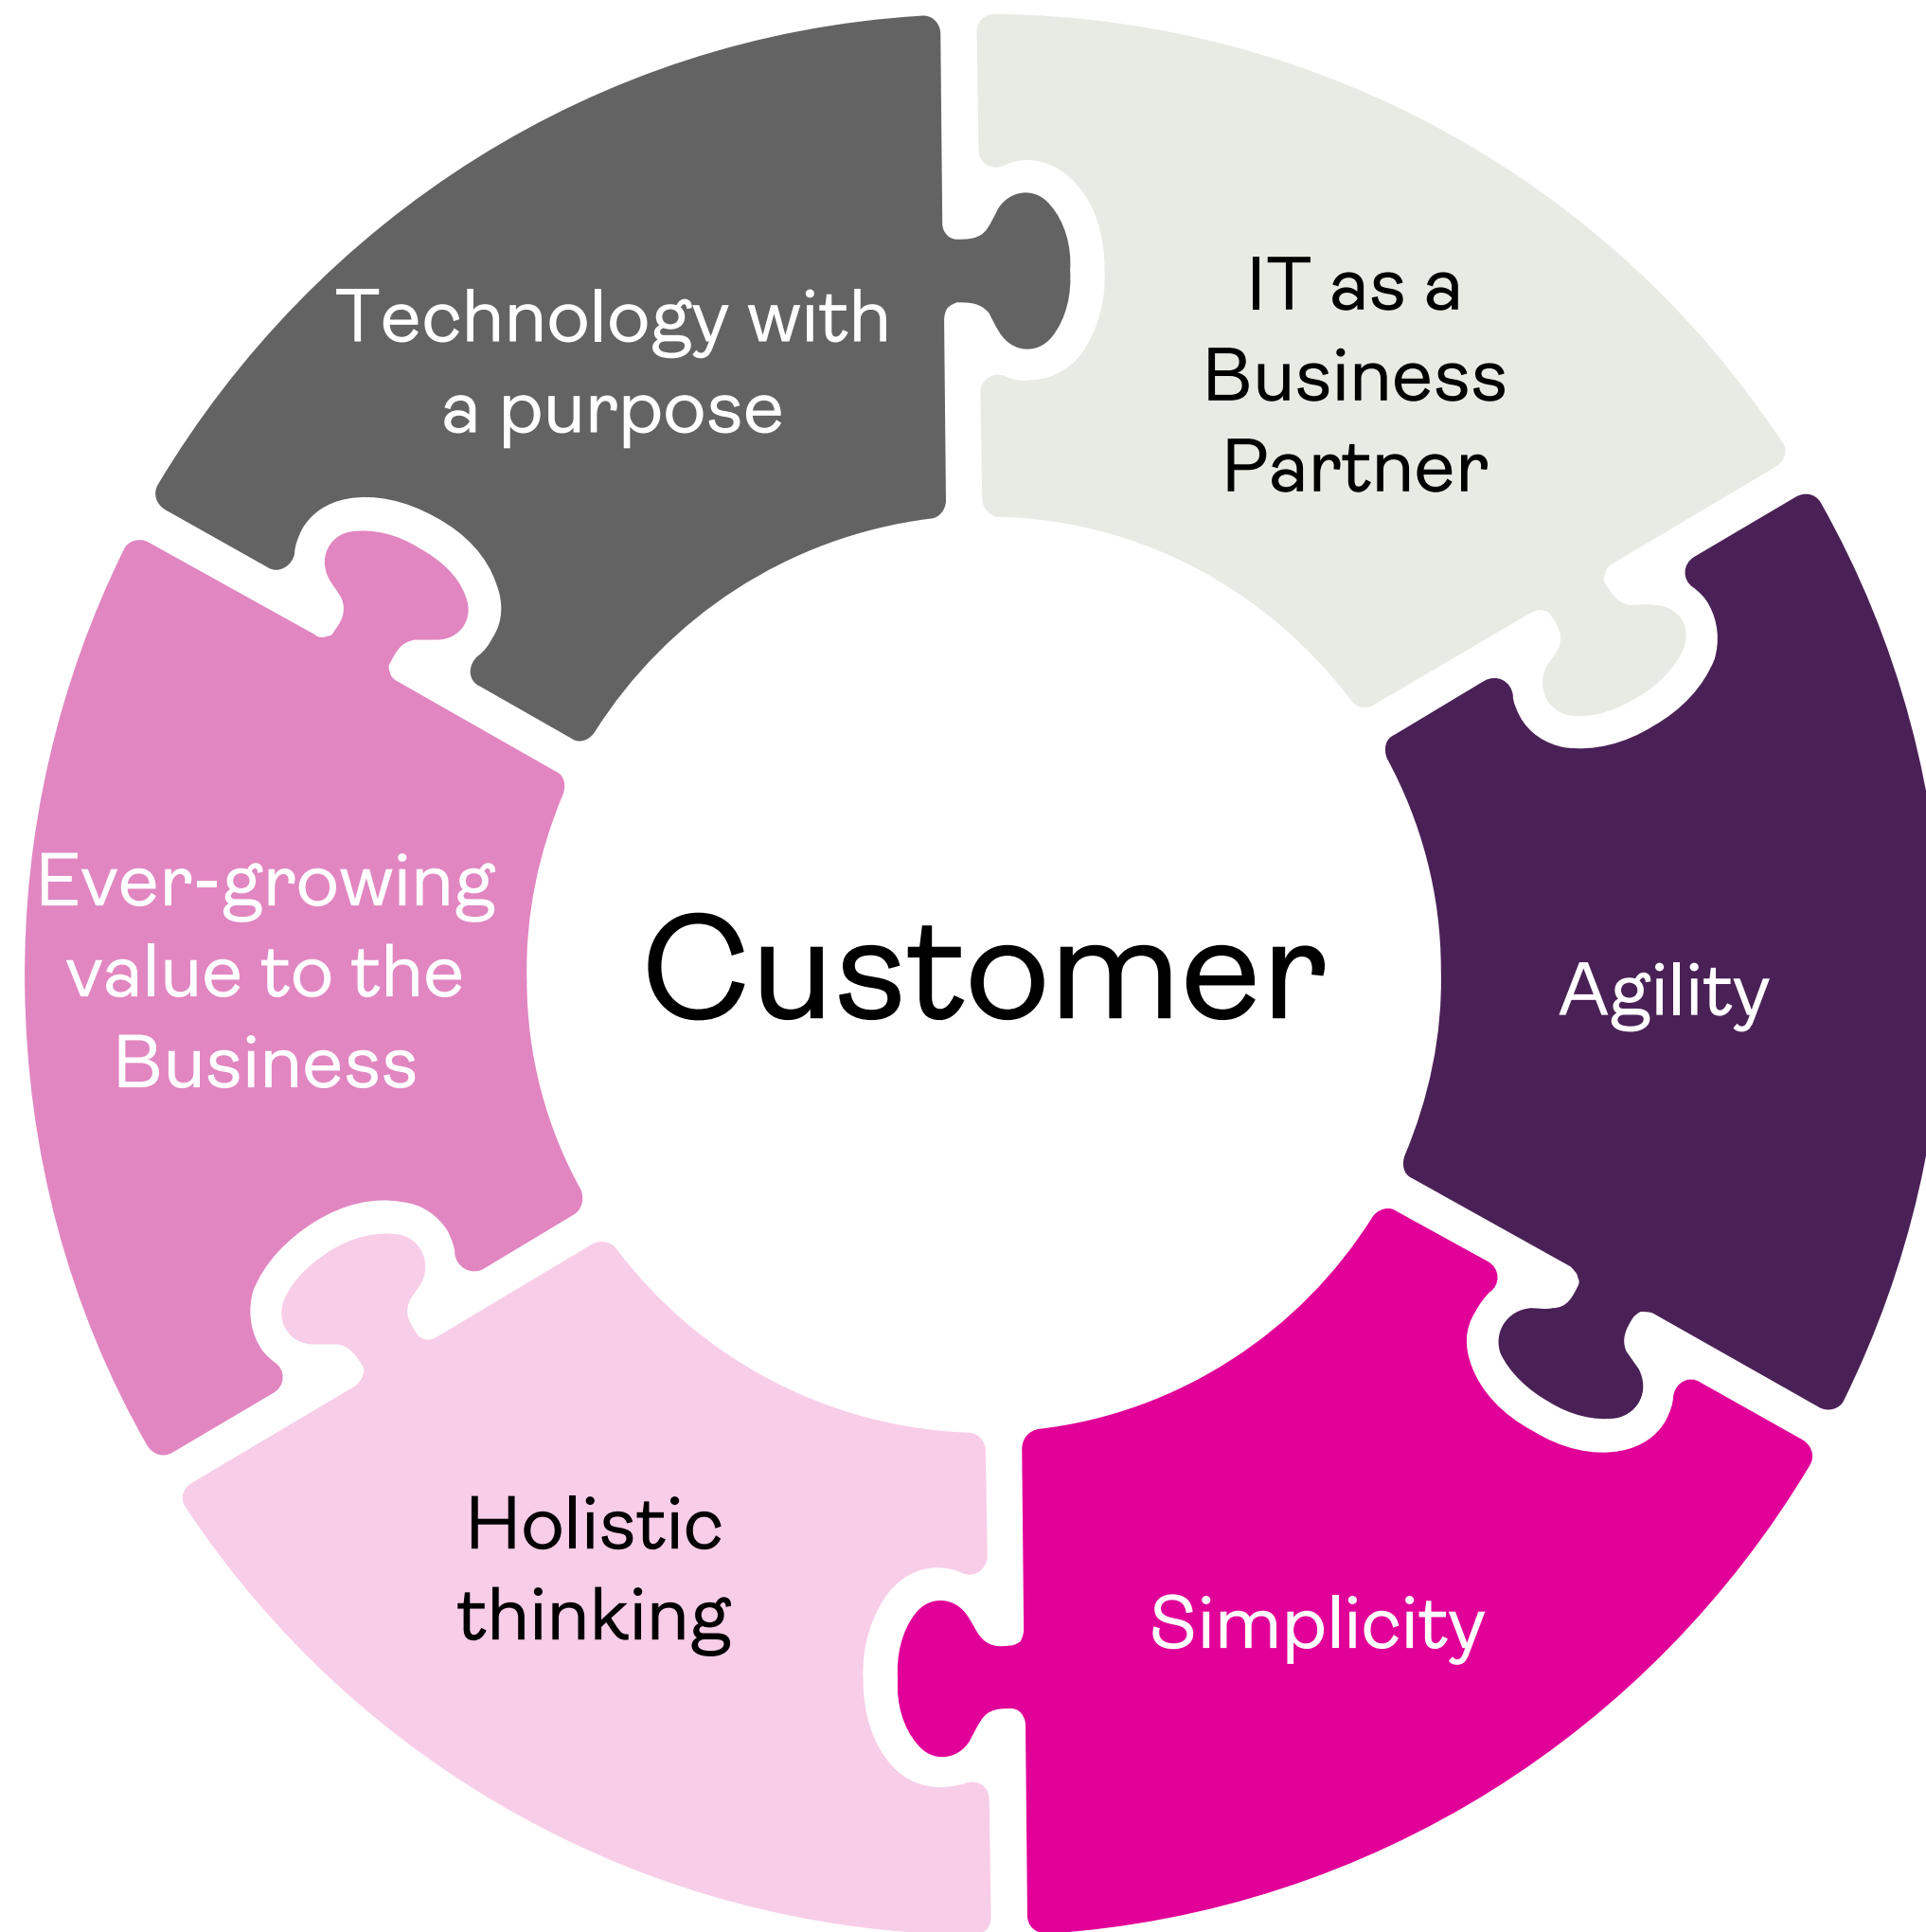 Technology with
a purpose
IT as a
Business
Partner
Ever-growing
value to the
Business
Customer
Agility
Holistic
thinking
Simplicity